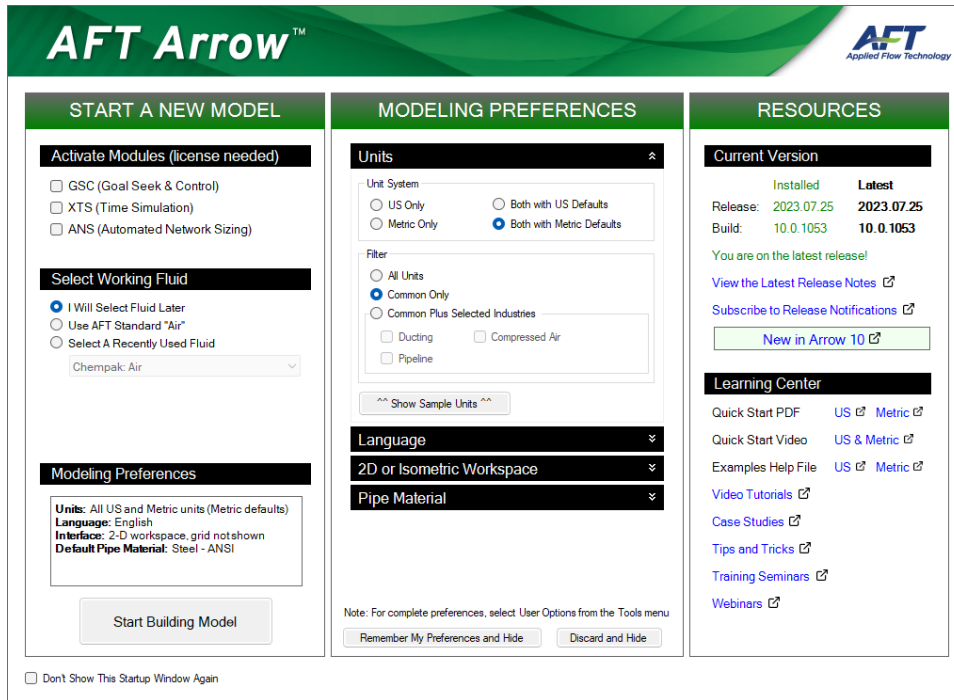 AFT Arrow™
AFT
Applied Flow Technology
START A NEW MODEL
Activate Modules (license needed)
GSC (Goal Seek & Control)
XTS (Time Simulation)
ANS (Automated Network Sizing)
Select Working Fluid
I Will Select Fluid Later
Use AFT Standard "Air"
Select A Recently Used Fluid
Chempak: Air
Modeling Preferences
Units: All US and Metric units (Metric defaults)
Language: English
Interface: 2-D workspace, grid not shown
Default Pipe Material: Steel - ANSI
Start Building Model
MODELING PREFERENCES
Units
Unit System
US Only Both with US Defaults
Metric Only Both with Metric Defaults
Filter
All Units
Common Only
Common Plus Selected Industries
Ducting Compressed Air
Pipeline
^^ Show Sample Units ^^
Language
2D or Isometric Workspace
Pipe Material
Note: For complete preferences, select User Options from the Tools menu
Remember My Preferences and Hide Discard and Hide
RESOURCES
Current Version
Installed Latest
Release: 2023.07.25 2023.07.25
Build: 10.0.1053 10.0.1053
You are on the latest release!
View the Latest Release Notes
Subscribe to Release Notifications
New in Arrow 10
Learning Center
Quick Start PDF US Metric
Quick Start Video US & Metric
Examples Help File US Metric
Video Tutorials
Case Studies
Tips and Tricks
Training Seminars
Webinars
Don't Show This Startup Window Again